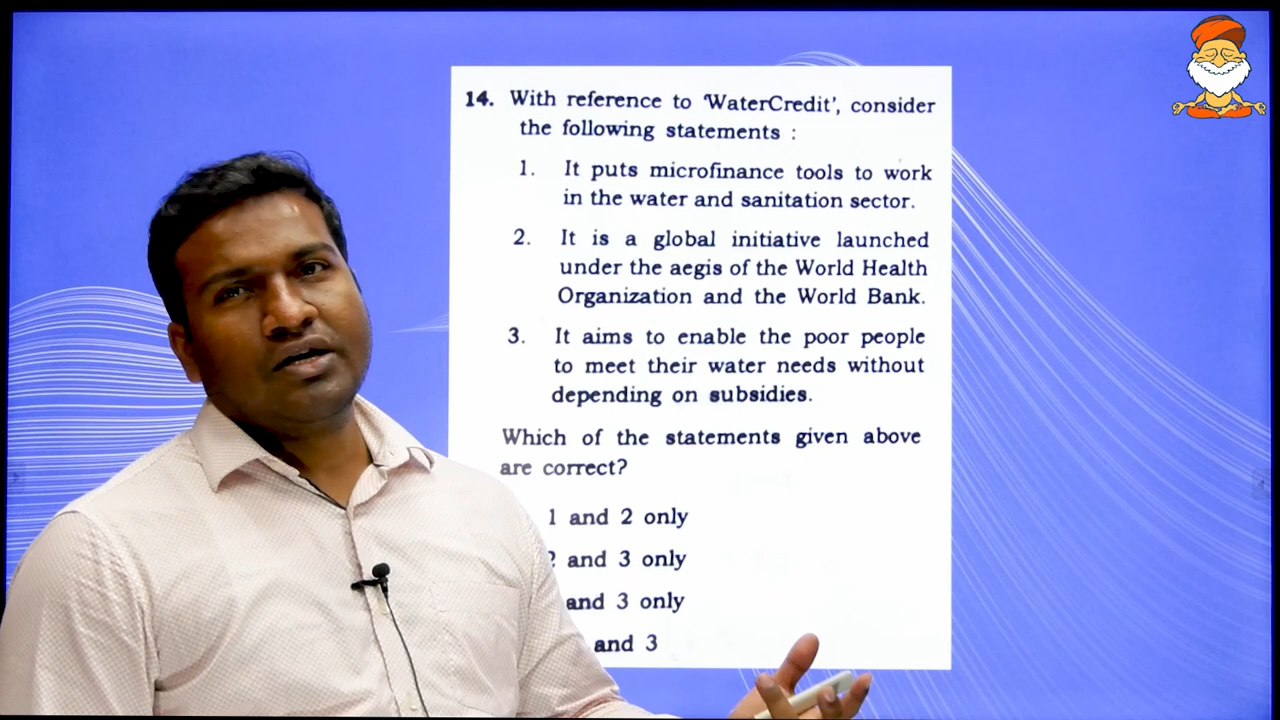 14. With reference to 'WaterCredit', consider
the following statements :
1. It puts microfinance tools to work
in the water and sanitation sector.
2. It is a global initiative launched
under the aegis of the World Health
Organization and the World Bank.
3. It aims to enable the poor people
to meet their water needs without
depending on subsidies.
Which of the statements given above
are correct?
1 and 2 only
2 and 3 only
and 3 only
and 3